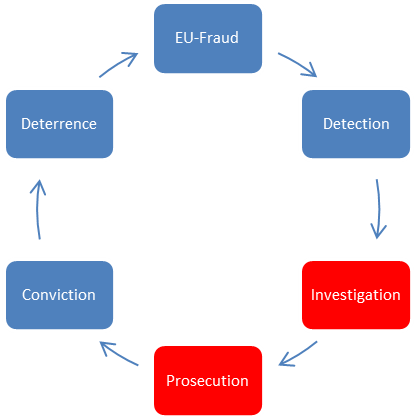 EU-Fraud
Detection
Investigation
Prosecution
Conviction
Deterrence